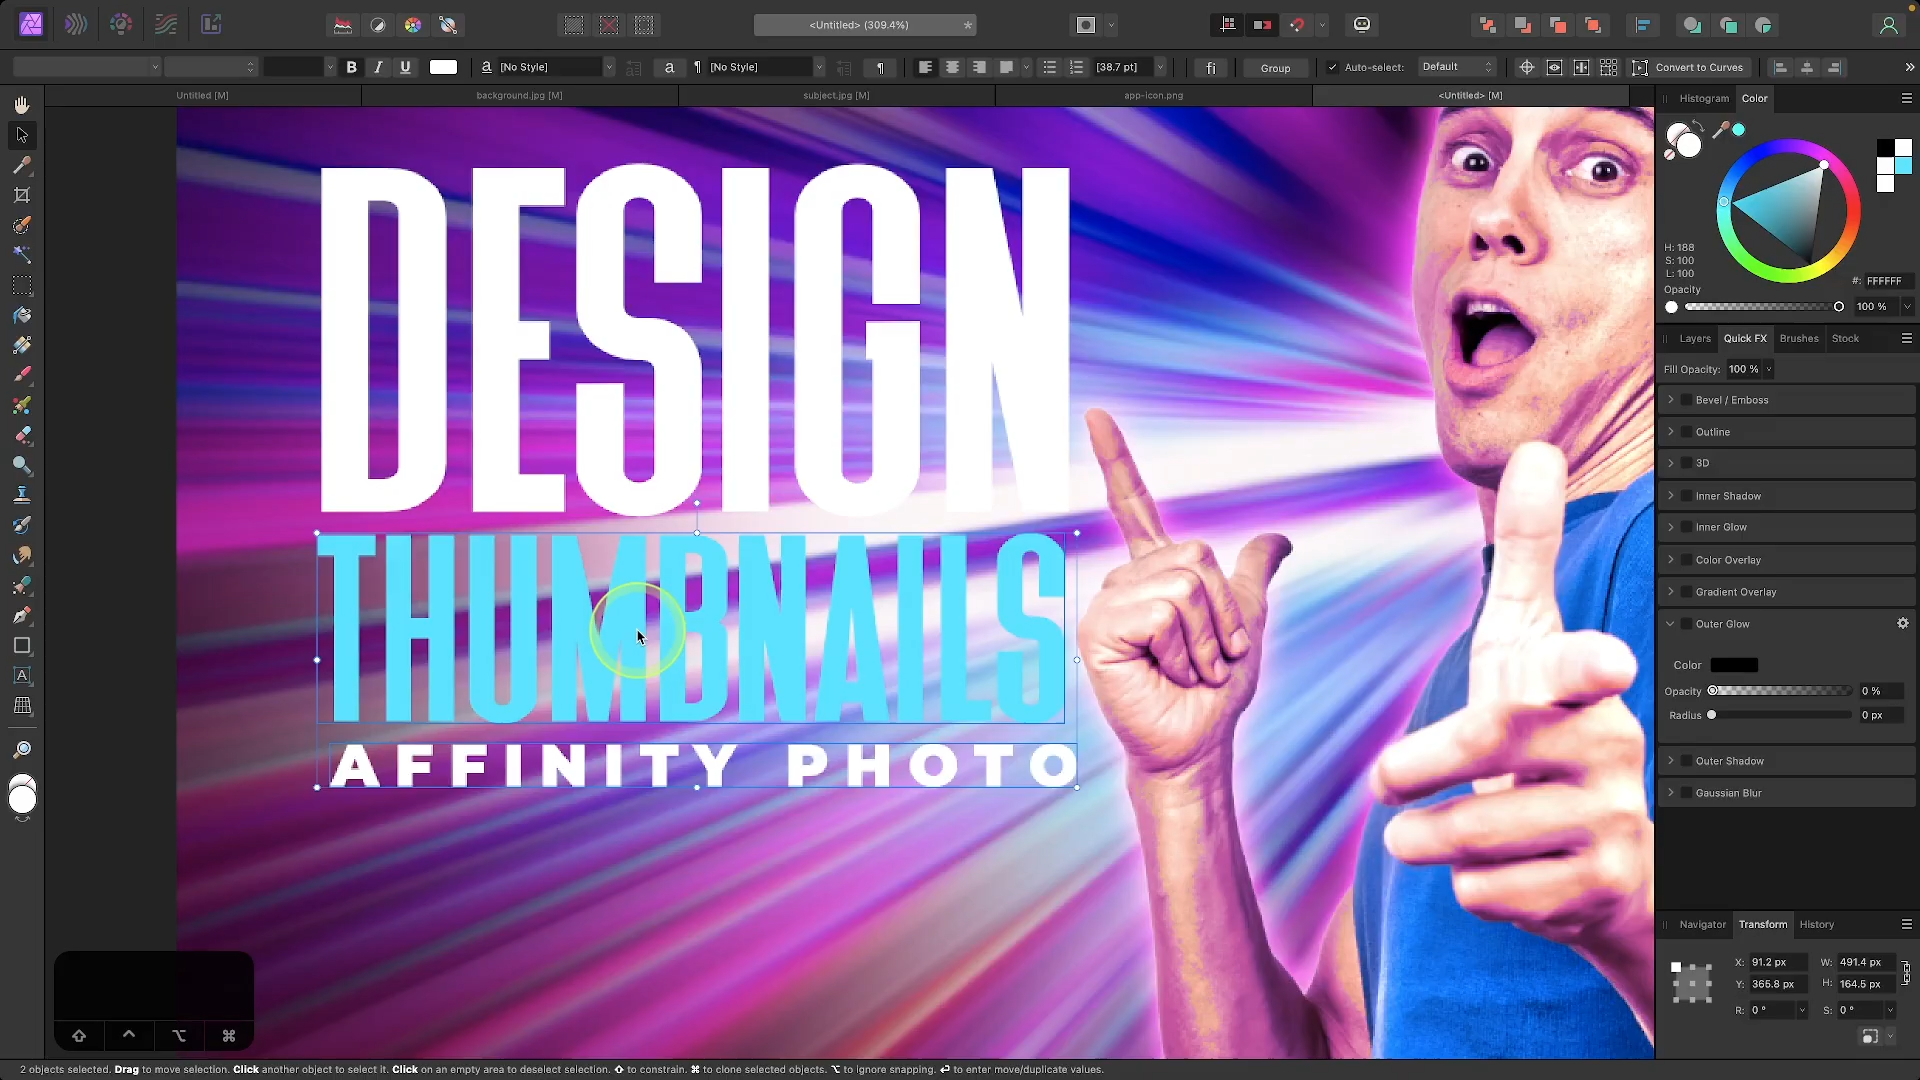 <Untitled> (309.4%)
*
B I U a [No Style] a ¶ [No Style] ¶ [38.7 pt] fi Group Auto-select: Default Convert to Curves
Untitled [M]
background.jpg [M]
subject.jpg [M]
app-icon.png
<Untitled> [M]
Histogram Color
H: 188
S: 100
L: 100
#: FFFFFF
Opacity
100 %
Layers Quick FX Brushes Stock
Fill Opacity: 100 %
Bevel / Emboss
Outline
3D
Inner Shadow
Inner Glow
Color Overlay
Gradient Overlay
Outer Glow
Color
Opacity 0 %
Radius 0 px
Outer Shadow
Gaussian Blur
DESIGN
THUMBNAILS
AFFINITY PHOTO
Navigator Transform History
X: 91.2 px W: 491.4 px
Y: 365.8 px H: 164.5 px
R: 0 ° S: 0 °
2 objects selected. Drag to move selection. Click another object to select it. Click on an empty area to deselect selection. ⇧ to constrain. ⌘ to clone selected objects. ⌥ to ignore snapping. ⏎ to enter move/duplicate values.